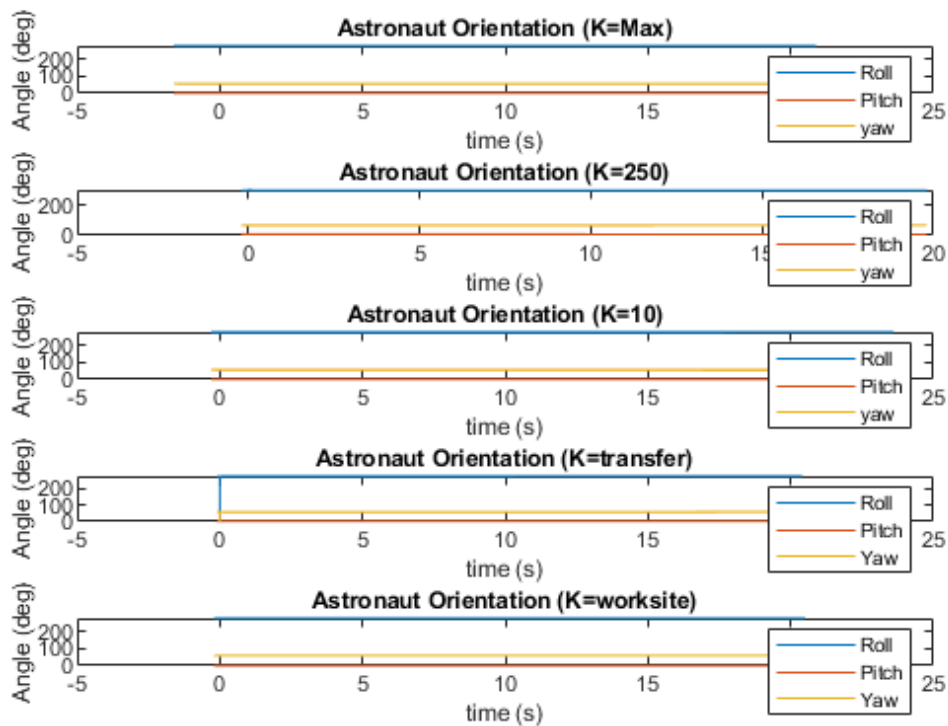 Astronaut Orientation (K=Max)
Angle (deg)
200
100
0
-5 0 5 10 15 25
time (s)
Roll
Pitch
yaw
Astronaut Orientation (K=250)
Angle (deg)
200
0
-5 0 5 10 15 20
time (s)
Roll
Pitch
yaw
Astronaut Orientation (K=10)
Angle (deg)
200
100
0
-5 0 5 10 15 25
time (s)
Roll
Pitch
yaw
Astronaut Orientation (K=transfer)
Angle (deg)
200
100
0
-5 0 5 10 15 25
time (s)
Roll
Pitch
Yaw
Astronaut Orientation (K=worksite)
Angle (deg)
200
100
0
-5 0 5 10 15 25
time (s)
Roll
Pitch
Yaw